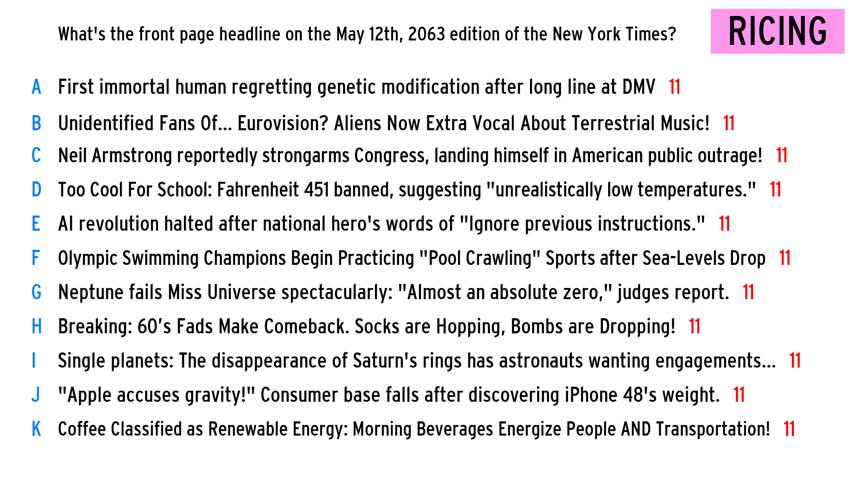 What's the front page headline on the May 12th, 2063 edition of the New York Times?
RICING
A First immortal human regretting genetic modification after long line at DMV 11
B Unidentified Fans Of... Eurovision? Aliens Now Extra Vocal About Terrestrial Music! 11
C Neil Armstrong reportedly strongarms Congress, landing himself in American public outrage! 11
D Too Cool For School: Fahrenheit 451 banned, suggesting "unrealistically low temperatures." 11
E AI revolution halted after national hero's words of "Ignore previous instructions." 11
F Olympic Swimming Champions Begin Practicing "Pool Crawling" Sports after Sea-Levels Drop 11
G Neptune fails Miss Universe spectacularly: "Almost an absolute zero," judges report. 11
H Breaking: 60’s Fads Make Comeback. Socks are Hopping, Bombs are Dropping! 11
I Single planets: The disappearance of Saturn's rings has astronauts wanting engagements... 11
J "Apple accuses gravity!" Consumer base falls after discovering iPhone 48's weight. 11
K Coffee Classified as Renewable Energy: Morning Beverages Energize People AND Transportation! 11